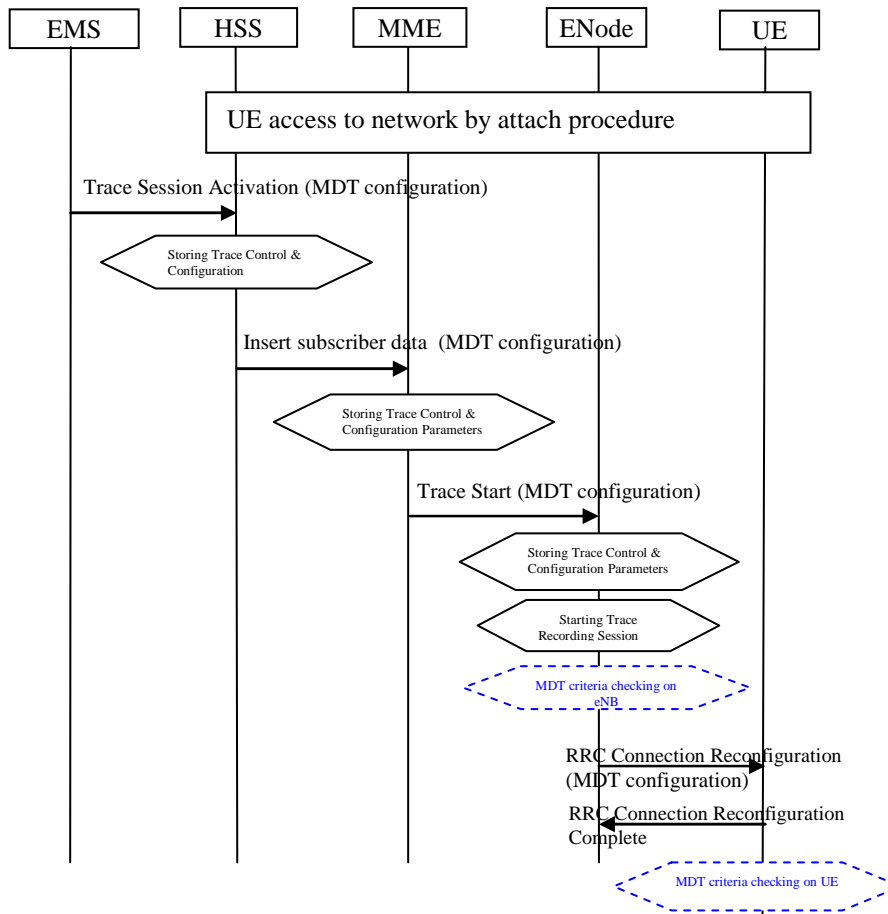 EMS
HSS
MME
ENode
UE
UE access to network by attach procedure
Trace Session Activation (MDT configuration)
Storing Trace Control &
Configuration
Insert subscriber data (MDT configuration)
Storing Trace Control &
Configuration Parameters
Trace Start (MDT configuration)
Storing Trace Control &
Configuration Parameters
Starting Trace
Recording Session
MDT criteria checking on
eNB
RRC Connection Reconfiguration
(MDT configuration)
RRC Connection Reconfiguration
Complete
MDT criteria checking on UE